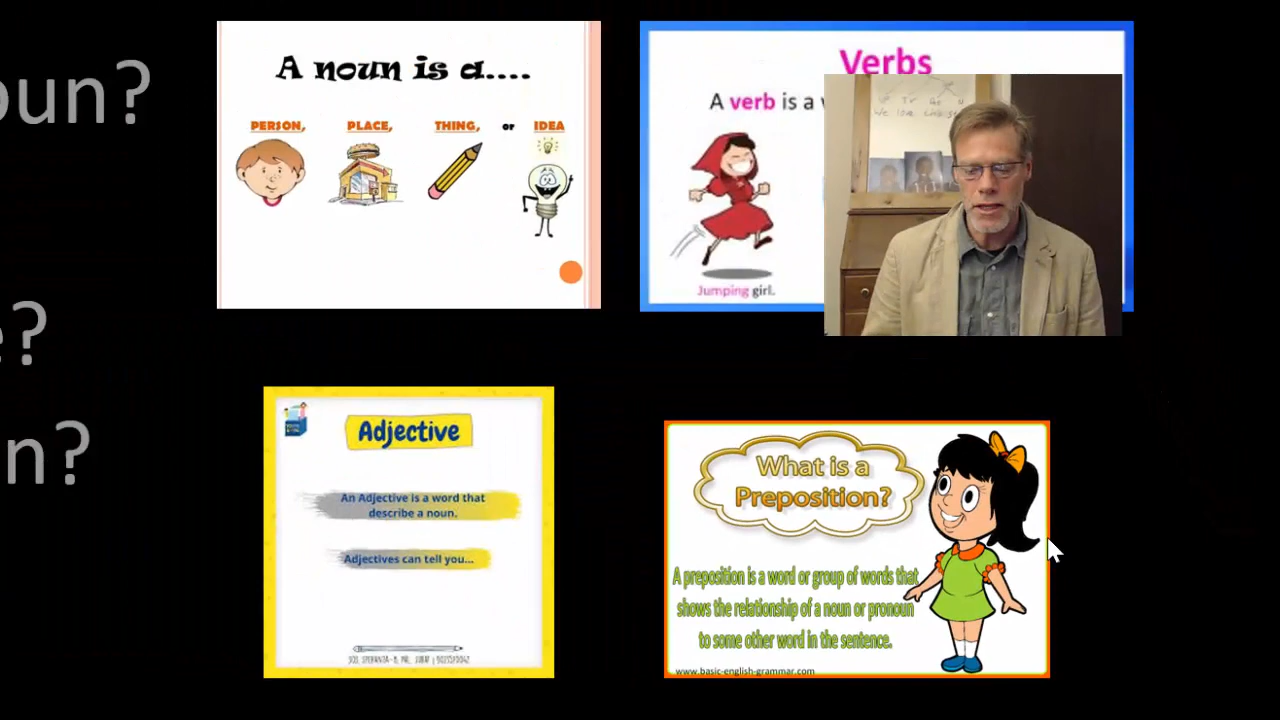 oun?
e?
n?
A noun is a....
PERSON, PLACE, THING, or IDEA
Verbs
A verb is a
Jumping girl.
We love
Adjective
An Adjective is a word that
describe a noun.
Adjectives can tell you...
What is a
Preposition?
A preposition is a word or group of words that
shows the relationship of a noun or pronoun
to some other word in the sentence.
www.basic-english-grammar.com